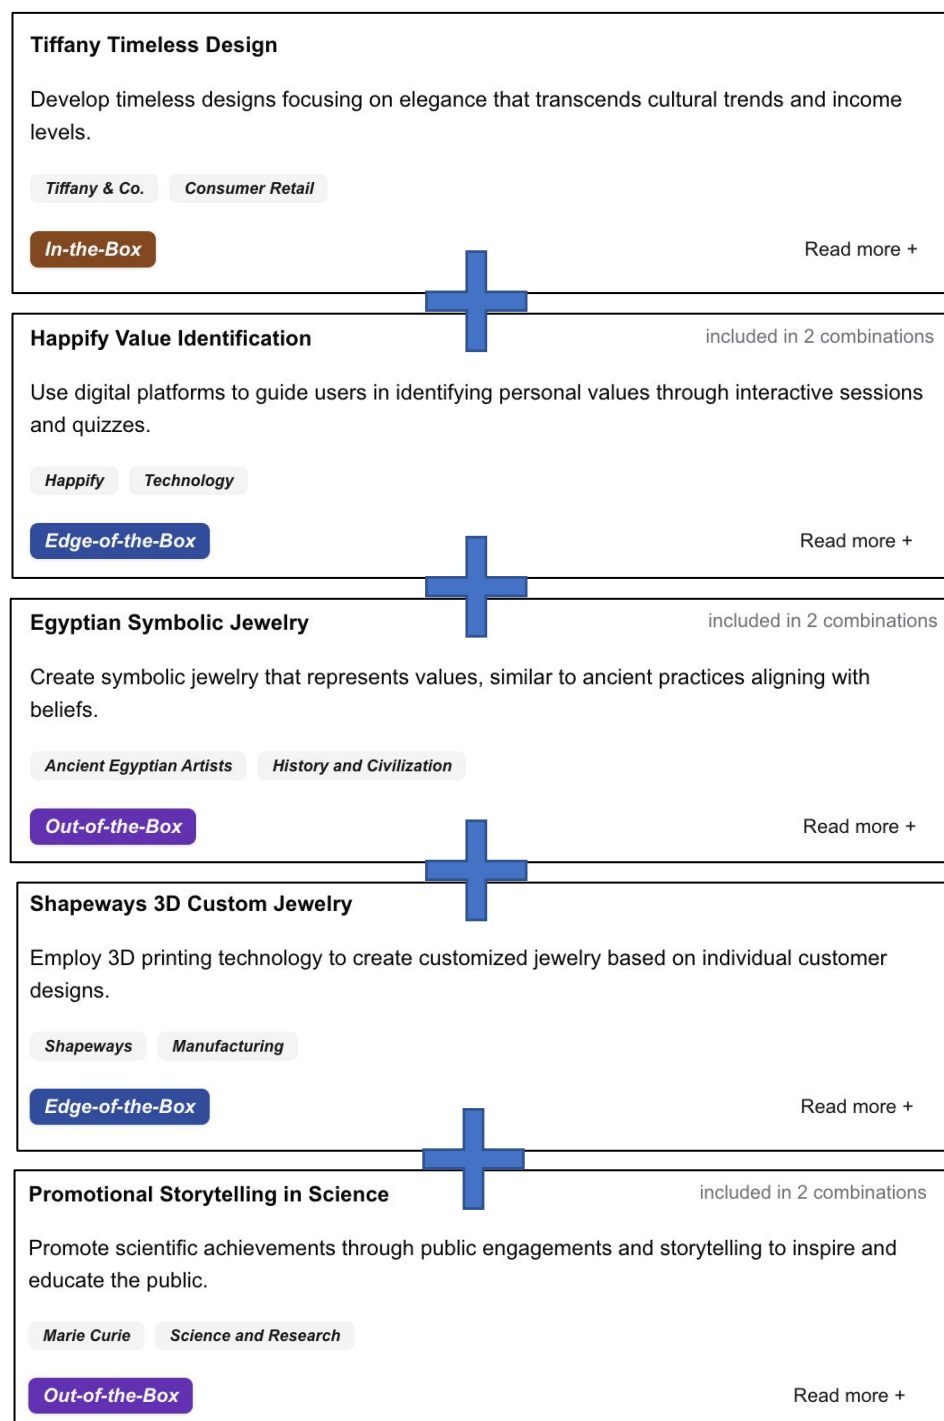 Tiffany Timeless Design
Develop timeless designs focusing on elegance that transcends cultural trends and income
levels.
Tiffany & Co. Consumer Retail
In-the-Box Read more +
Happify Value Identification included in 2 combinations
Use digital platforms to guide users in identifying personal values through interactive sessions
and quizzes.
Happify Technology
Edge-of-the-Box Read more +
Egyptian Symbolic Jewelry included in 2 combinations
Create symbolic jewelry that represents values, similar to ancient practices aligning with
beliefs.
Ancient Egyptian Artists History and Civilization
Out-of-the-Box Read more +
Shapeways 3D Custom Jewelry
Employ 3D printing technology to create customized jewelry based on individual customer
designs.
Shapeways Manufacturing
Edge-of-the-Box Read more +
Promotional Storytelling in Science included in 2 combinations
Promote scientific achievements through public engagements and storytelling to inspire and
educate the public.
Marie Curie Science and Research
Out-of-the-Box Read more +